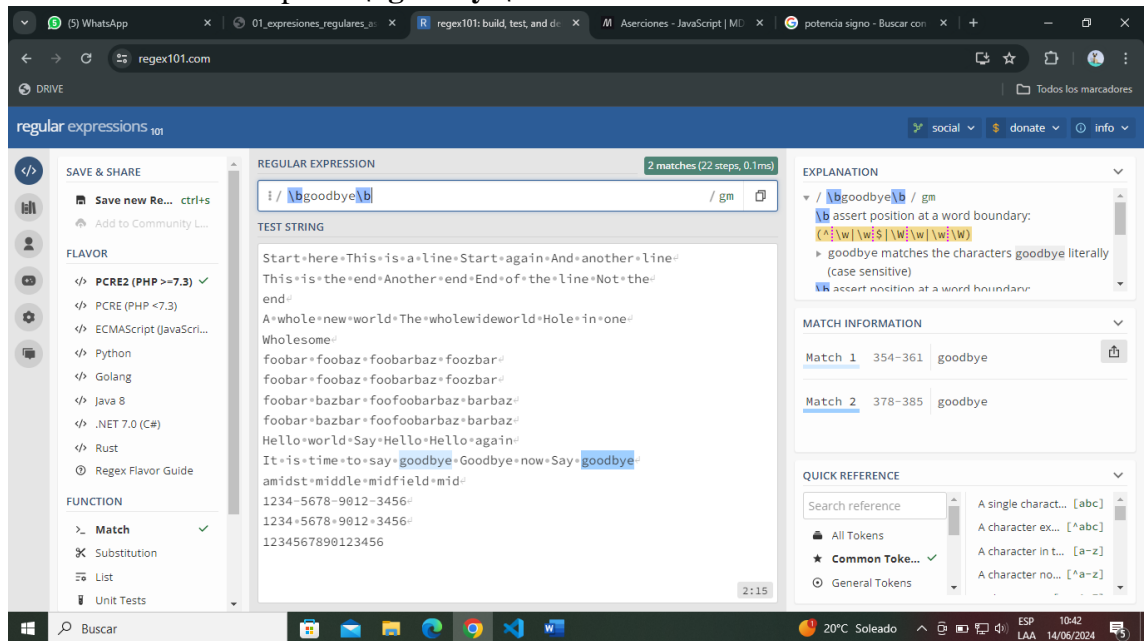 (5) WhatsApp
01_expresiones_regulares_as
regex101: build, test, and de
Aserciones - JavaScript | MD
potencia signo - Buscar con
regex101.com
DRIVE
Todos los marcadores
regular expressions 101
social
donate
info
SAVE & SHARE
Save new Re... ctrl+s
Add to Community L...
FLAVOR
PCRE2 (PHP >=7.3)
PCRE (PHP <7.3)
ECMAScript (JavaScri...
Python
Golang
Java 8
.NET 7.0 (C#)
Rust
Regex Flavor Guide
FUNCTION
Match
Substitution
List
Unit Tests
REGULAR EXPRESSION
2 matches (22 steps, 0.1ms)
/ \bgoodbye\b / gm
TEST STRING
Start here This is a line Start again And another line
This is the end Another end End of the line Not the
end
A whole new world The wholewideworld Hole in one
Wholesome
foobar foobaz foobarbaz foozbar
foobar foobaz foobarbaz foozbar
foobar bazbar foofoobarbaz barbaz
foobar bazbar foofoobarbaz barbaz
Hello world Say Hello Hello again
It is time to say goodbye Goodbye now Say goodbye
amidst middle midfield mid
1234-5678-9012-3456
1234 5678 9012 3456
1234567890123456
2:15
EXPLANATION
/ \bgoodbye\b / gm
\b assert position at a word boundary:
(^\w|\w$|\W\w|\w\W)
goodbye matches the characters goodbye literally
(case sensitive)
\b assert position at a word boundary:
MATCH INFORMATION
Match 1 354-361 goodbye
Match 2 378-385 goodbye
QUICK REFERENCE
Search reference
All Tokens
Common Toke...
General Tokens
A single charact... [abc]
A character ex... [^abc]
A character in t... [a-z]
A character no... [^a-z]
Buscar
20°C Soleado
ESP
LAA
10:42
14/06/2024
5